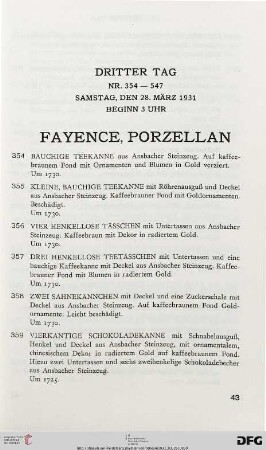 DRITTER TAG
NR. 354 — 547
SAMSTAG, DEN 28. MÄRZ 1931
BEGINN 3 UHR
FAYENCE, PORZELLAN
354 BAUCHIGE TEEKANNE aus Ansbacher Steinzeug. Auf kaffee-
braunem Fond mit Ornamenten und Blumen in Gold verziert.
Um 1730.
355 KLEINE, BAUCHIGE TEEKANNE mit Röhrenausguß und Deckel
aus Ansbacher Steinzeug. Kaffeebrauner Fond mit Goldornamenten.
Beschädigt.
Um 1730.
356 VIER HENKELLOSE TÄSSCHEN mit Untertassen aus Ansbacher
Steinzeug. Kaffeebraun mit Dekor in radiertem Gold.
Um 1730.
357 DREI HENKELLOSE TEETÄSSCHEN mit Untertassen und eine
bauchige Kaffeekanne mit Deckel aus Ansbacher Steinzeug. Kaffee-
brauner Fond mit Blumen in radiertem Gold.
Um 1730.
358 ZWEI SAHNEKÄNNCHEN mit Deckel und eine Zuckerschale mit
Deckel aus Ansbacher Steinzeug. Auf kaffeebraunem Fond Gold-
ornamente. Leicht beschädigt.
Um 1730.
359 VIERKANTIGE SCHOKOLADEKANNE mit Schnabelausguß,
Henkel und Deckel aus Ansbacher Steinzeug, mit ornamentalem,
chinesischem Dekor in radiertem Gold auf kaffeebraunem Fond.
Hierzu zwei Untertassen und sechs zweihenkelige Schokoladebecher
aus Ansbacher Steinzeug.
Um 1725.
43
DFG